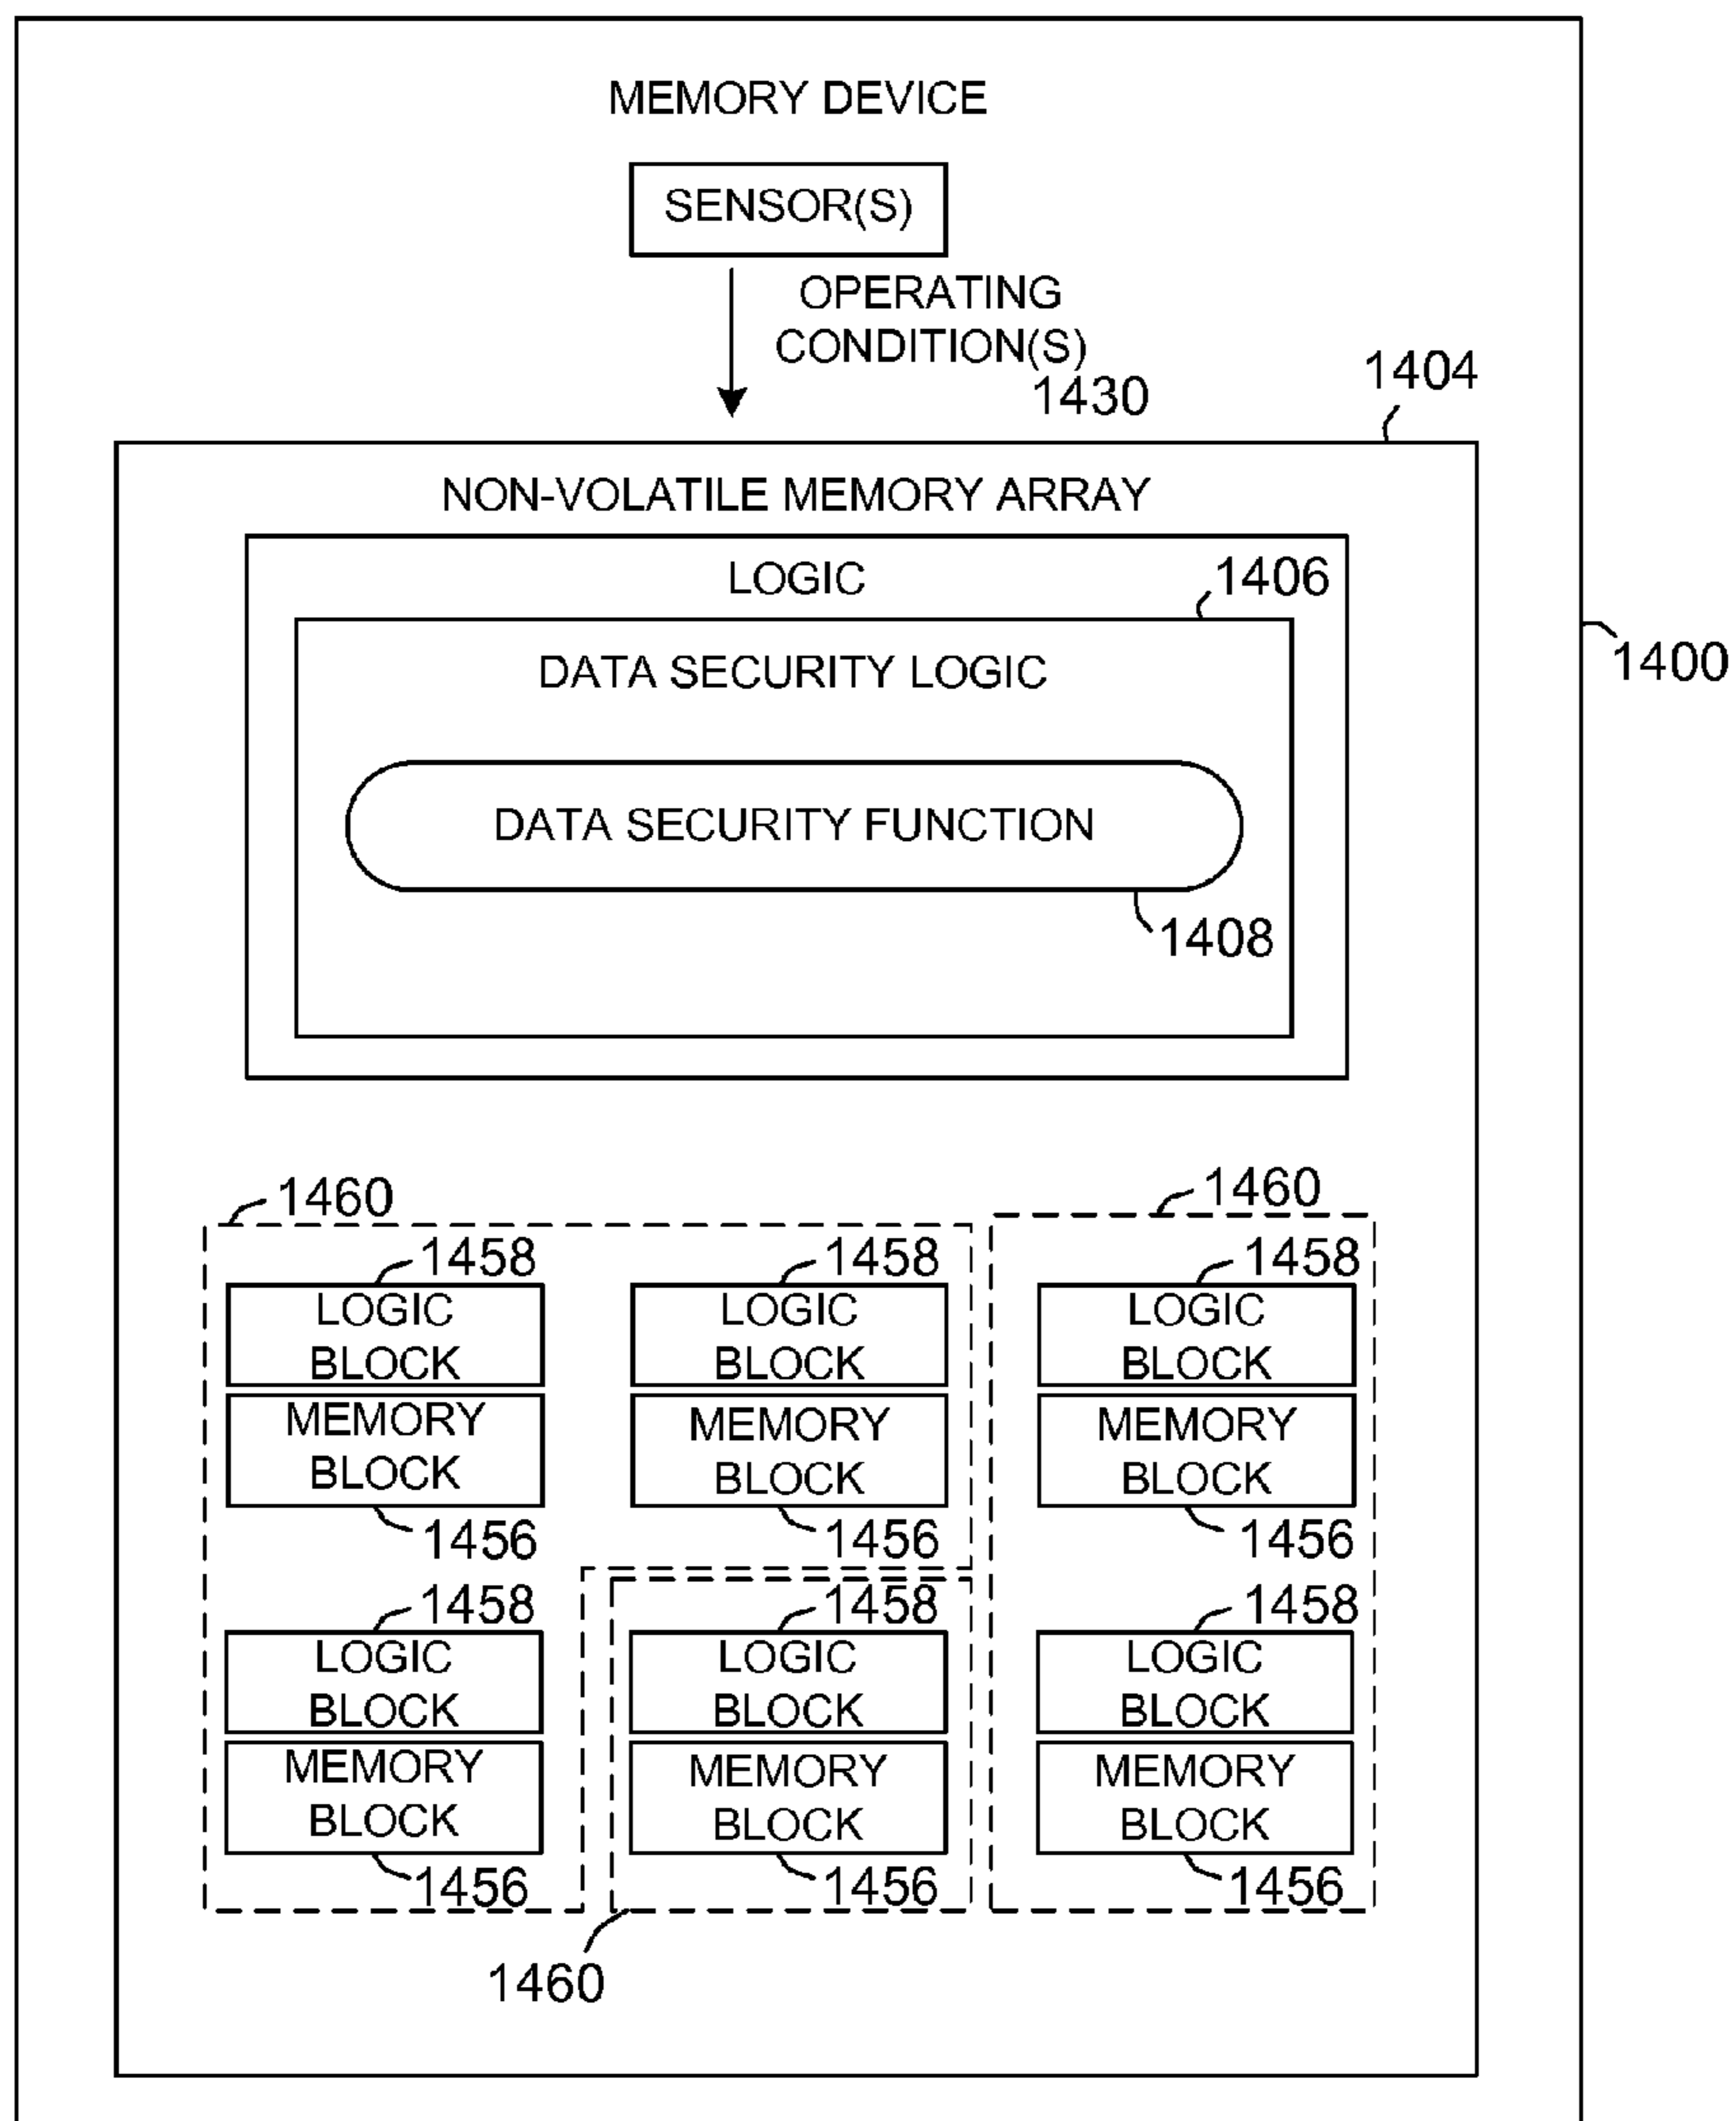 MEMORY DEVICE
SENSOR(S)
OPERATING
CONDITION(S)
1430
1404
NON-VOLATILE MEMORY ARRAY
LOGIC
1406
DATA SECURITY LOGIC
1400
DATA SECURITY FUNCTION
1408
1460
1460
1458
1458
1458
LOGIC
BLOCK
LOGIC
BLOCK
LOGIC
BLOCK
MEMORY
BLOCK
MEMORY
BLOCK
MEMORY
BLOCK
1456
1456
1456
1458
1458
1458
LOGIC
BLOCK
LOGIC
BLOCK
LOGIC
BLOCK
MEMORY
BLOCK
MEMORY
BLOCK
MEMORY
BLOCK
1456
1456
1456
1460